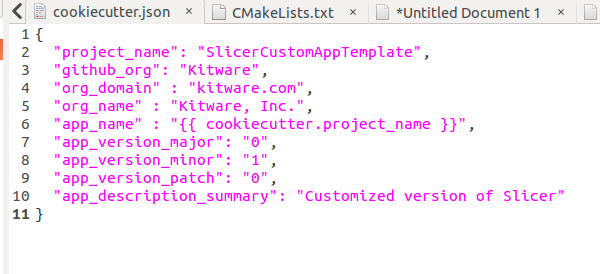 cookiecutter.json × CMakeLists.txt × *Untitled Document 1 ×
1 {
2 "project_name": "SlicerCustomAppTemplate",
3 "github_org": "Kitware",
4 "org_domain" : "kitware.com",
5 "org_name" : "Kitware, Inc.",
6 "app_name" : "{{ cookiecutter.project_name }}",
7 "app_version_major": "0",
8 "app_version_minor": "1",
9 "app_version_patch": "0",
10 "app_description_summary": "Customized version of Slicer"
11 }